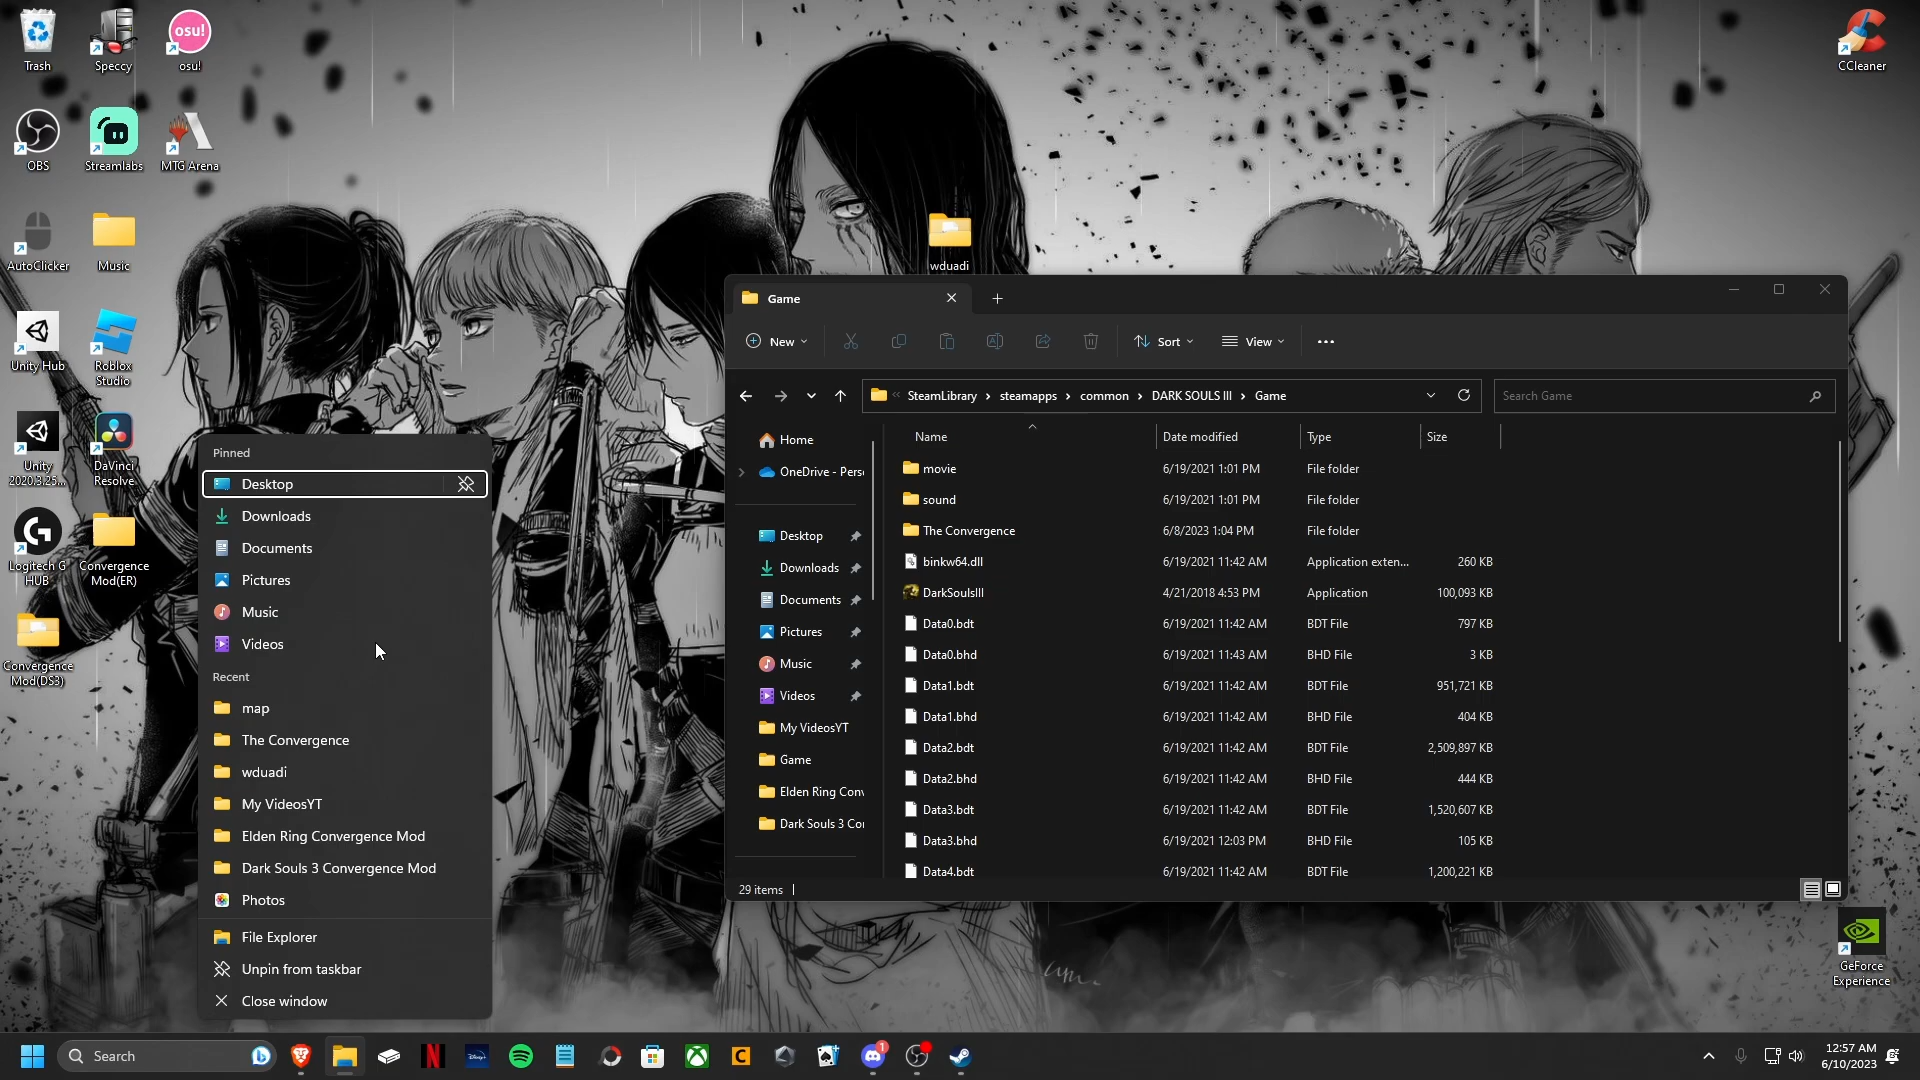 Trash
Speccy
osu!
osu!
CCleaner
OBS
Streamlabs
MTG Arena
AutoClicker
Music
wduadi
Unity Hub
Roblox
Studio
Unity
2020.3.25...
DaVinci
Resolve
Logitech G
HUB
Convergence
Mod(ER)
Convergence
Mod(DS3)
GeForce
Experience
Pinned
Desktop
Downloads
Documents
Pictures
Music
Videos
Recent
map
The Convergence
wduadi
My VideosYT
Elden Ring Convergence Mod
Dark Souls 3 Convergence Mod
Photos
File Explorer
Unpin from taskbar
Close window
Game
New
Sort
View
SteamLibrary › steamapps › common › DARK SOULS III › Game
Search Game
Home
OneDrive - Perso
Desktop
Downloads
Documents
Pictures
Music
Videos
My VideosYT
Game
Elden Ring Conv
Dark Souls 3 Con
Name Date modified Type Size
movie 6/19/2021 1:01 PM File folder
sound 6/19/2021 1:01 PM File folder
The Convergence 6/8/2023 1:04 PM File folder
binkw64.dll 6/19/2021 11:42 AM Application exten... 260 KB
DarkSoulsIII 4/21/2018 4:53 PM Application 100,093 KB
Data0.bdt 6/19/2021 11:42 AM BDT File 797 KB
Data0.bhd 6/19/2021 11:43 AM BHD File 3 KB
Data1.bdt 6/19/2021 11:42 AM BDT File 951,721 KB
Data1.bhd 6/19/2021 11:42 AM BHD File 404 KB
Data2.bdt 6/19/2021 11:42 AM BDT File 2,509,897 KB
Data2.bhd 6/19/2021 11:42 AM BHD File 444 KB
Data3.bdt 6/19/2021 11:42 AM BDT File 1,520,607 KB
Data3.bhd 6/19/2021 12:03 PM BHD File 105 KB
Data4.bdt 6/19/2021 11:42 AM BDT File 1,200,221 KB
29 items
Search
1
12:57 AM
6/10/2023